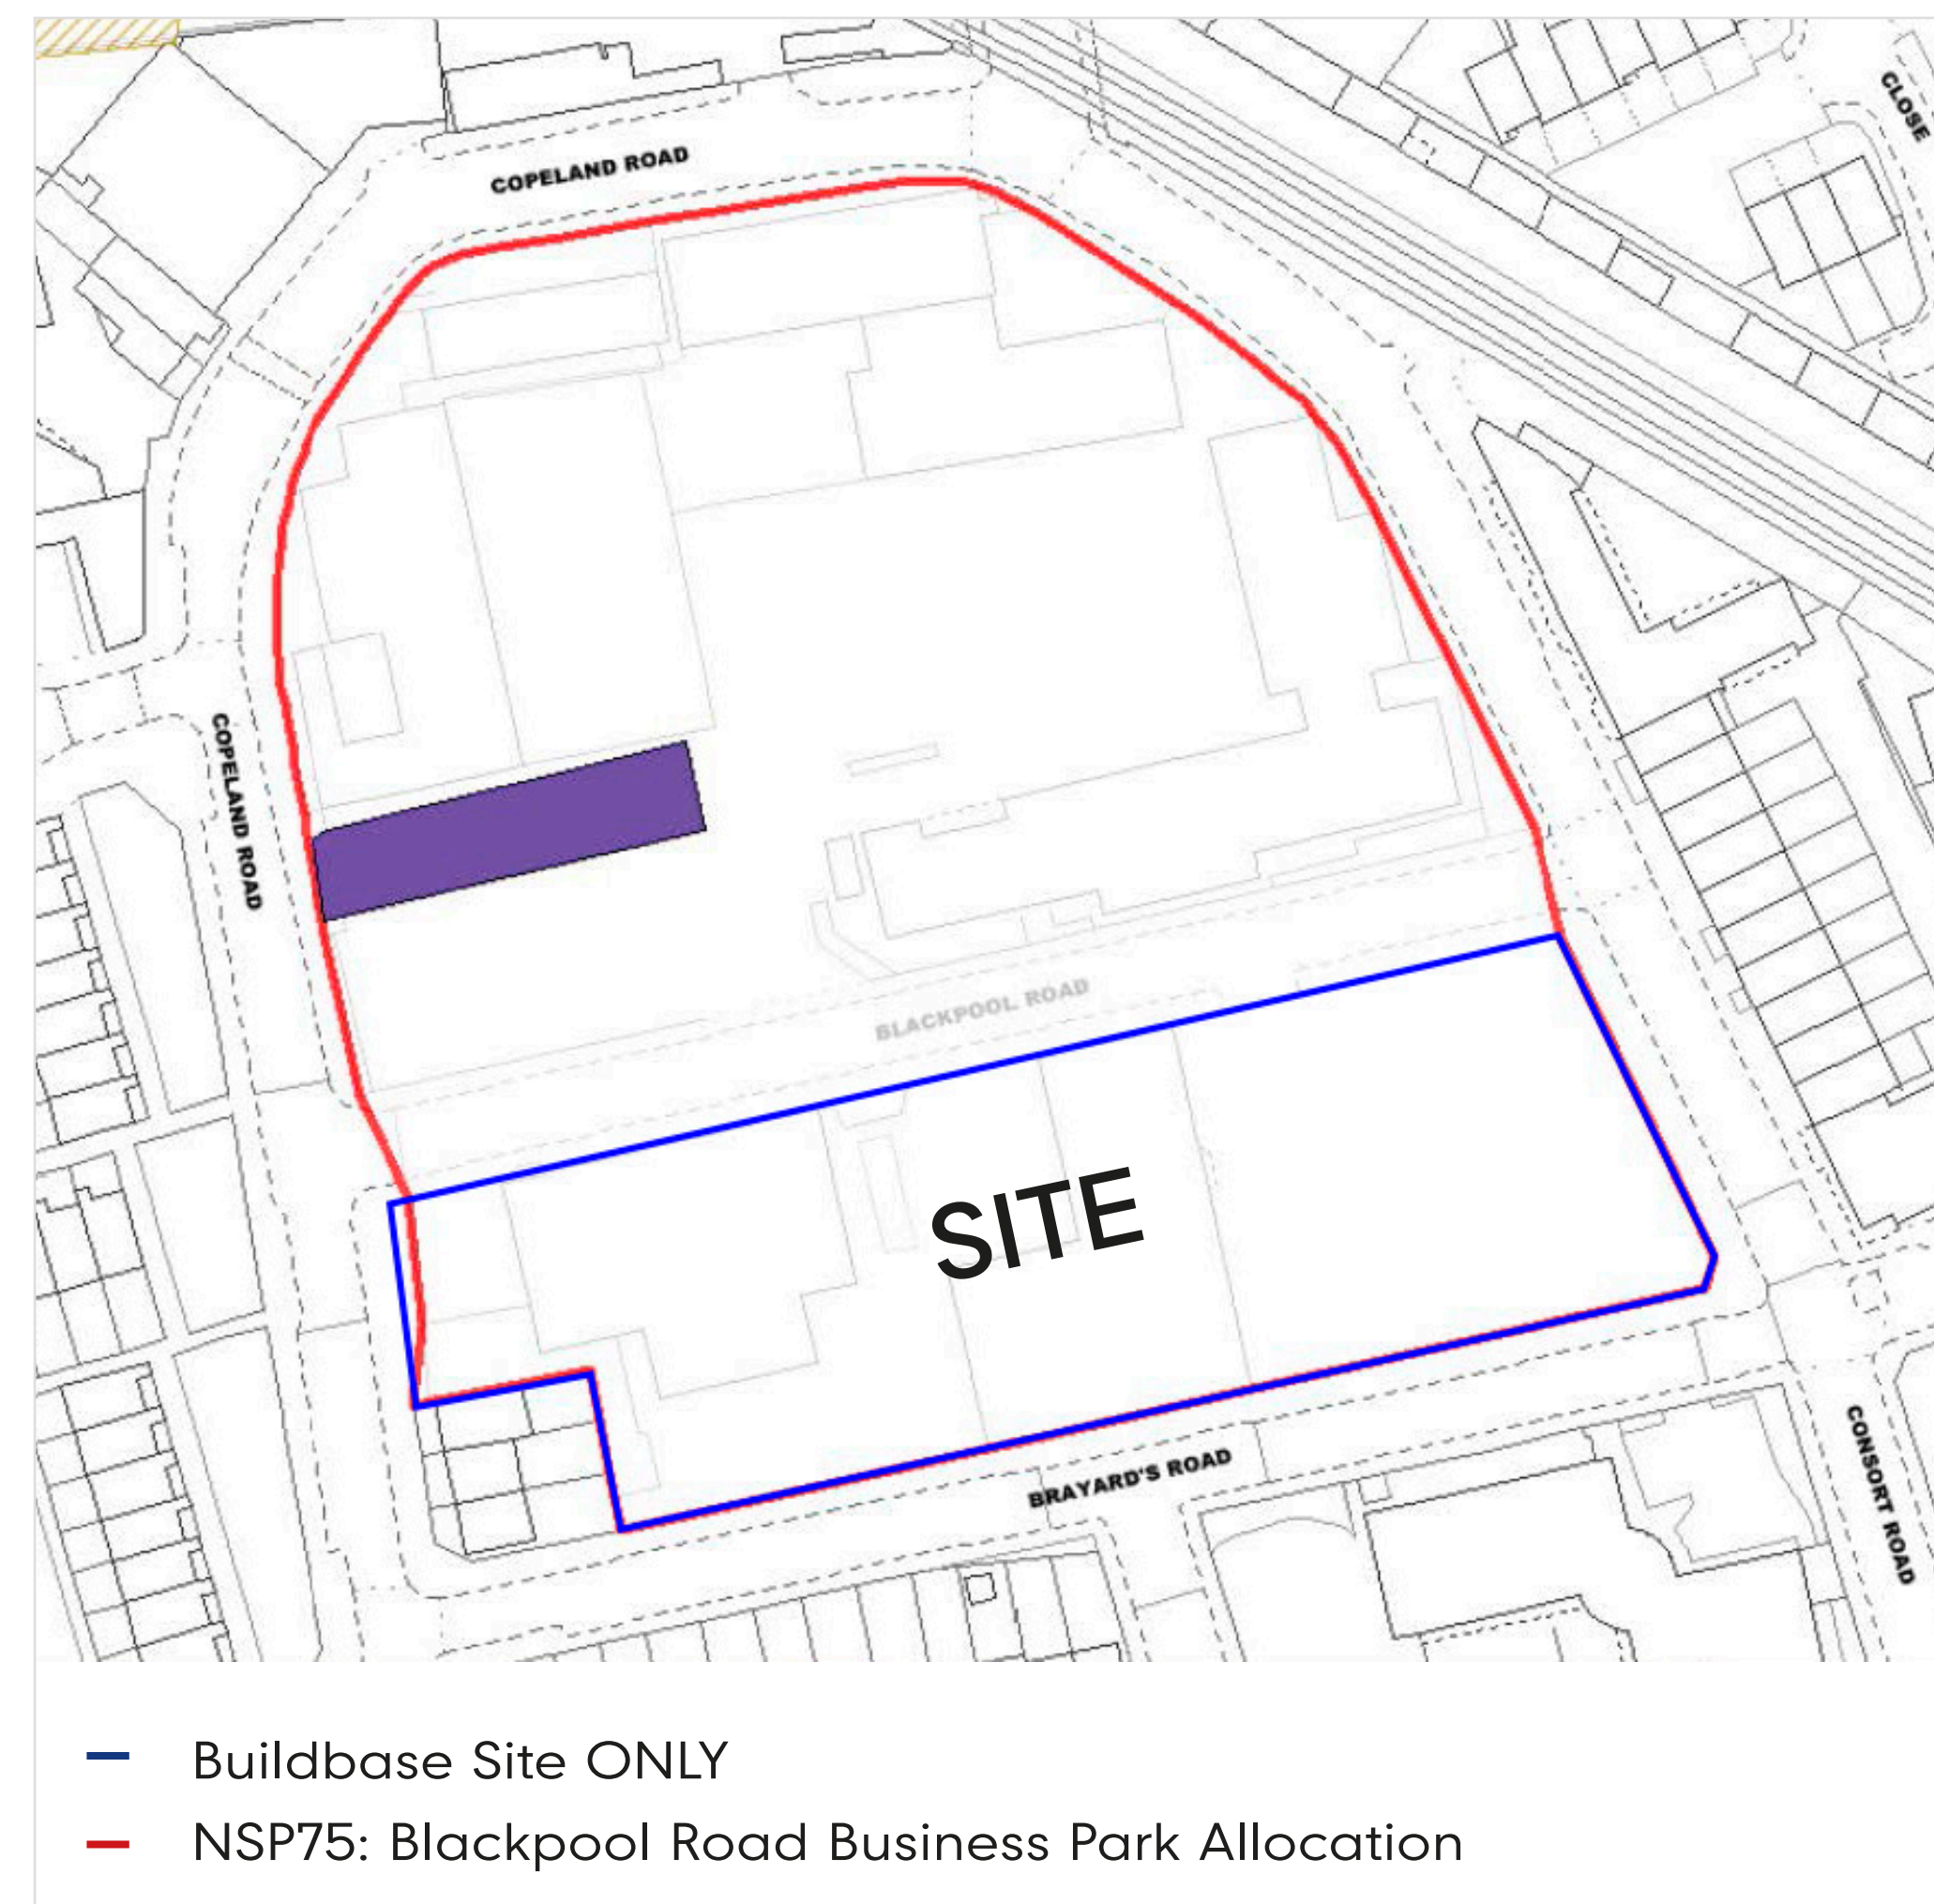 CLOSE
COPELAND ROAD
COPELAND ROAD
BLACKPOOL ROAD
SITE
BRAYARD'S ROAD
CONSORT ROAD
Buildbase Site ONLY
NSP75: Blackpool Road Business Park Allocation